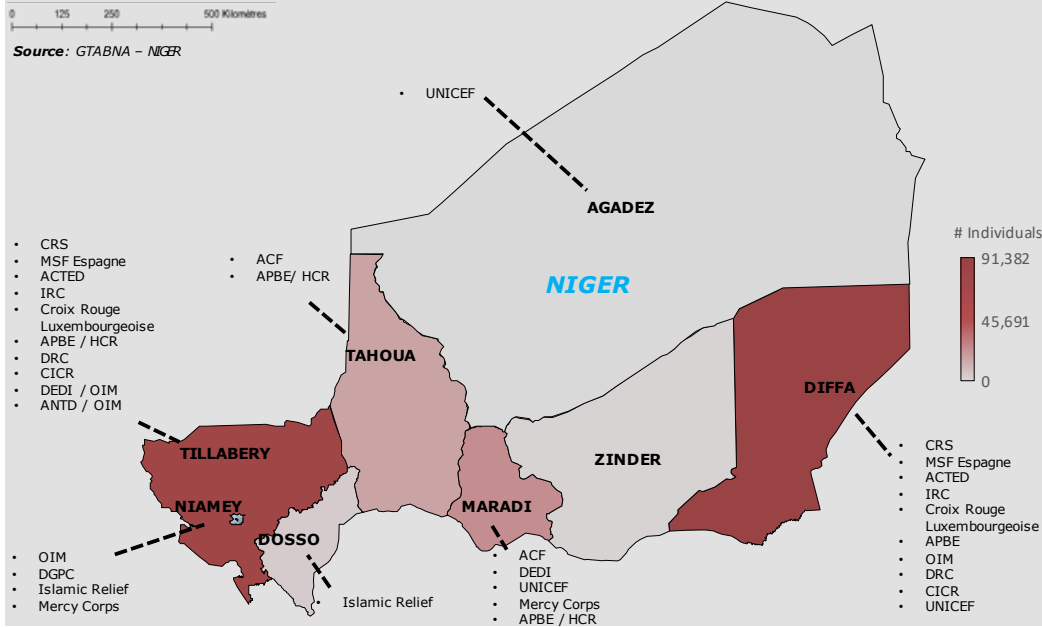 0 125 250 500 Kilomètres
Source: GTABNA – NIGER
• UNICEF
AGADEZ
NIGER
# Individuals
91,382
45,691
0
• CRS
• MSF Espagne
• ACTED
• IRC
• Croix Rouge
Luxembourgeoise
• APBE / HCR
• DRC
• CICR
• DEDI / OIM
• ANTD / OIM
• ACF
• APBE/ HCR
TAHOUA
DIFFA
TILLABERY
ZINDER
NIAMEY
MARADI
DOSSO
• OIM
• DGPC
• Islamic Relief
• Mercy Corps
• Islamic Relief
• ACF
• DEDI
• UNICEF
• Mercy Corps
• APBE / HCR
• CRS
• MSF Espagne
• ACTED
• IRC
• Croix Rouge
Luxembourgeoise
• APBE
• OIM
• DRC
• CICR
• UNICEF